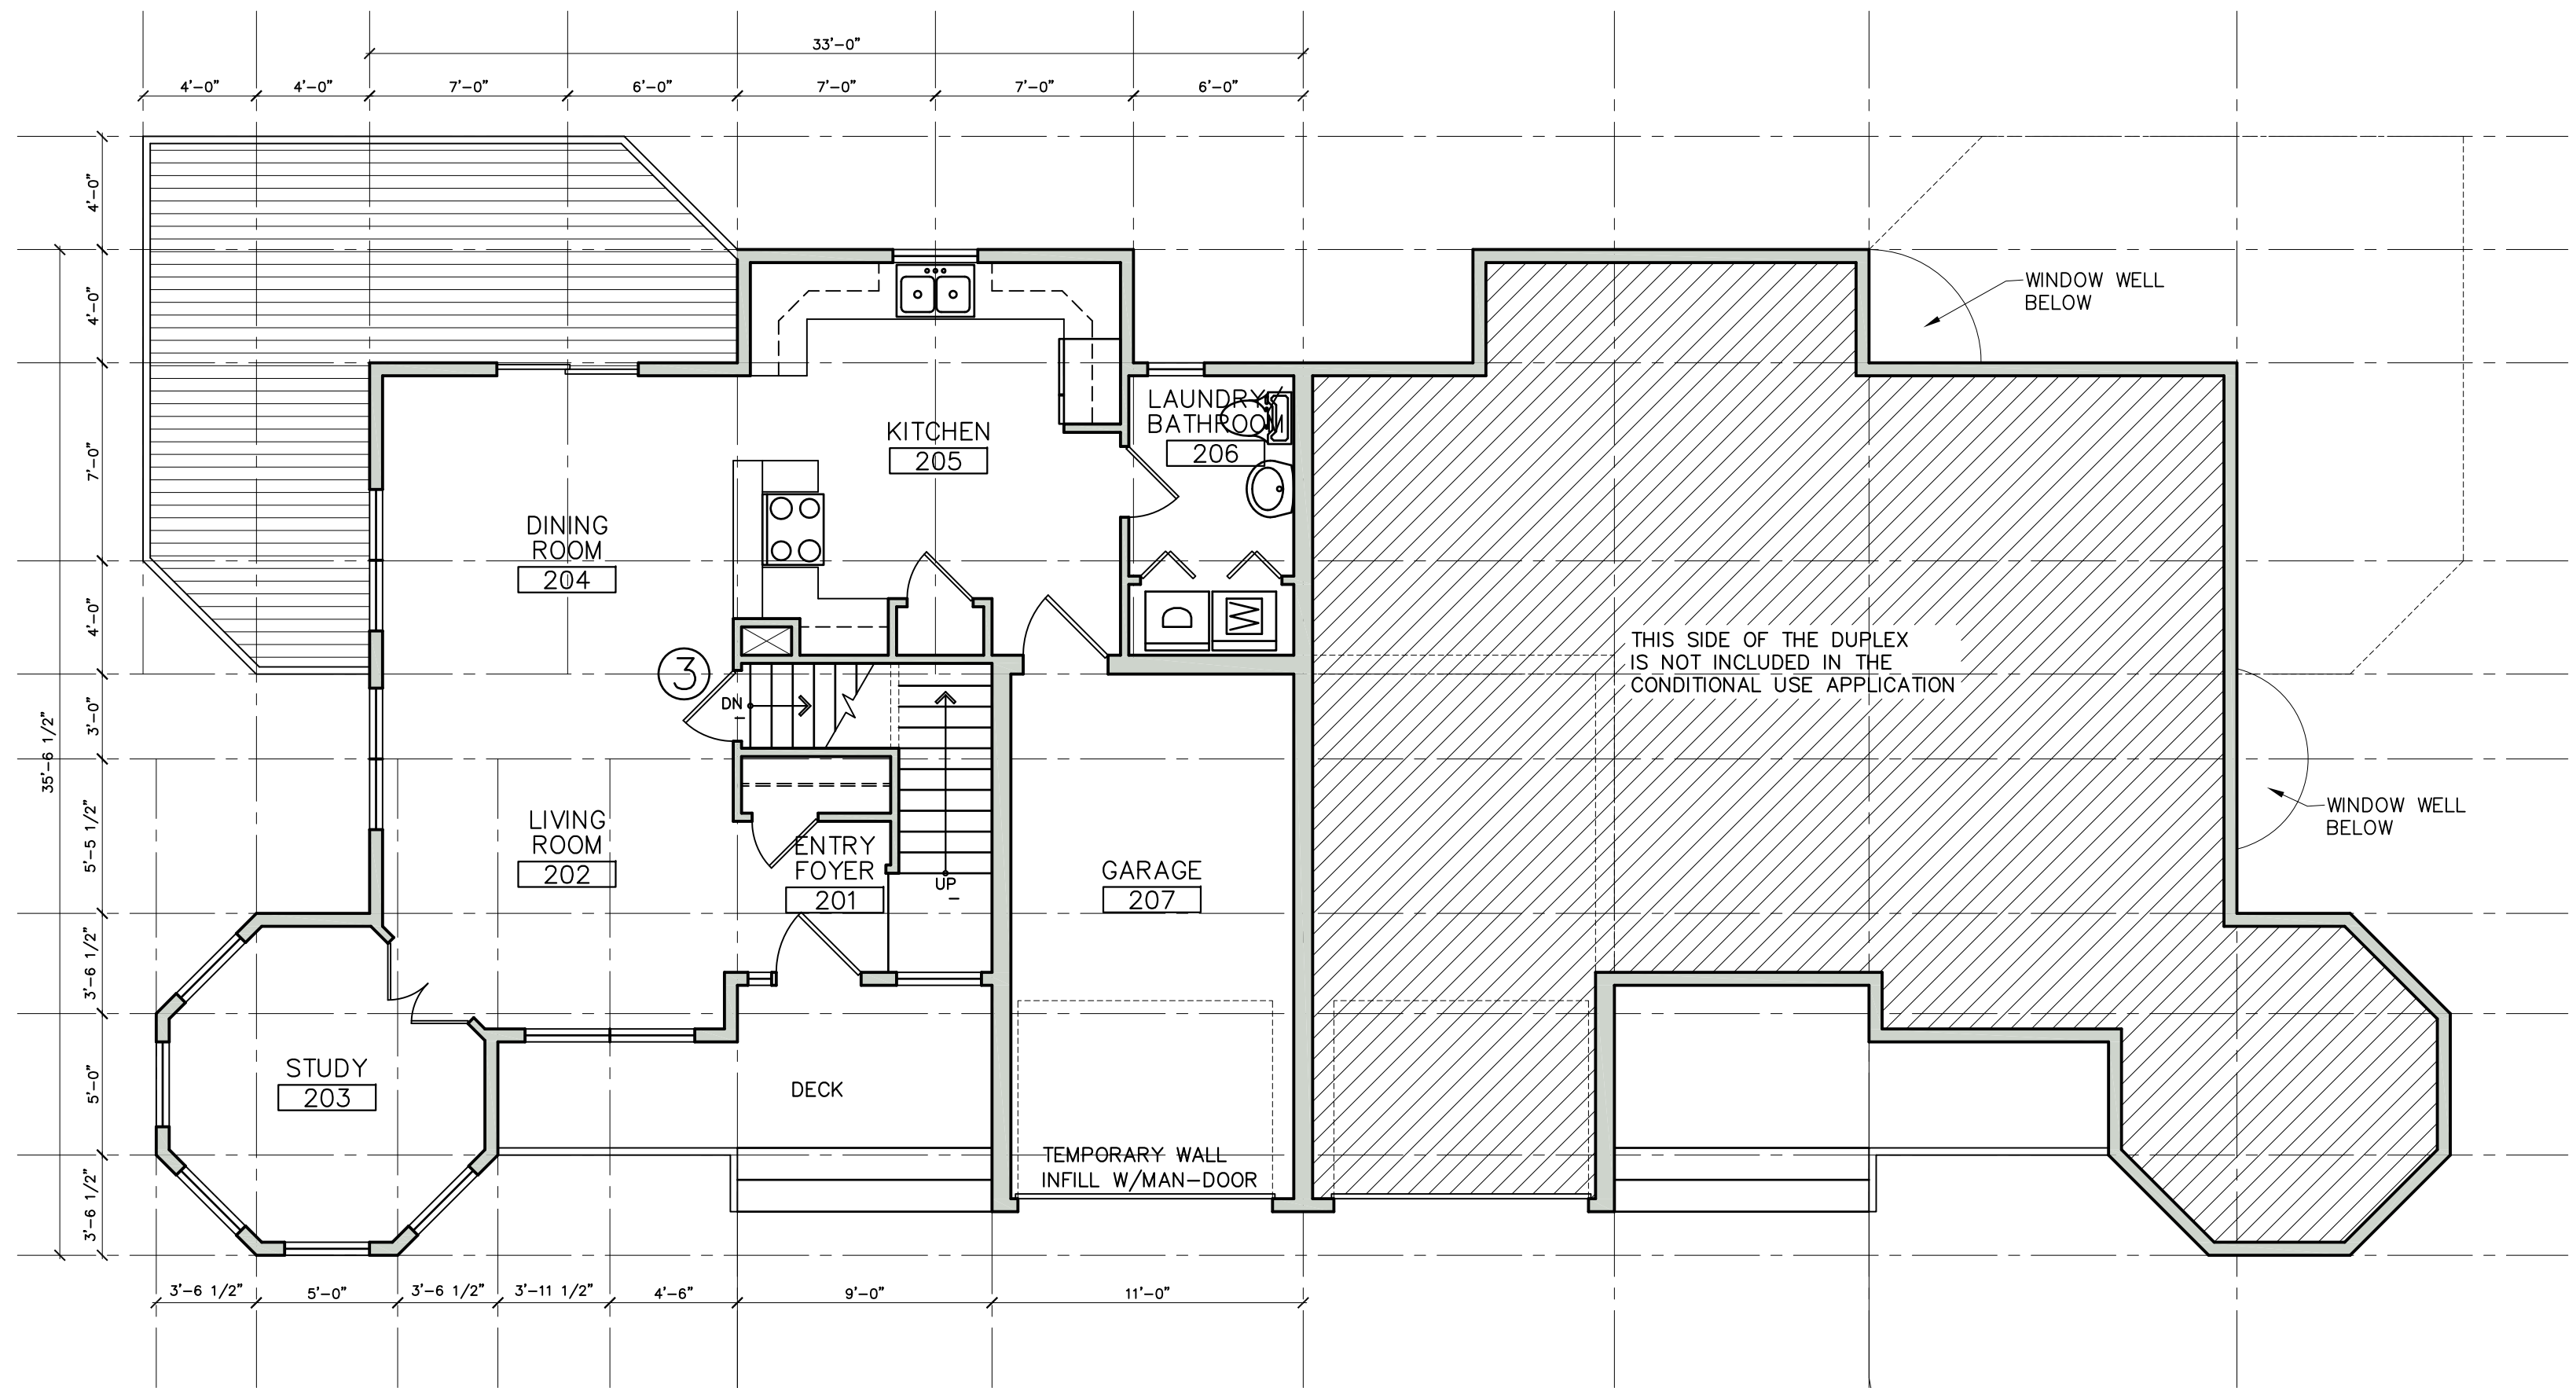 33'-0"
4'-0"
4'-0"
7'-0"
6'-0"
7'-0"
7'-0"
6'-0"
4'-0"
4'-0"
7'-0"
4'-0"
3'-0"
5'-5 1/2"
3'-6 1/2"
5'-0"
3'-6 1/2"
35'-6 1/2"
WINDOW WELL
BELOW
KITCHEN
205
LAUNDRY/
BATHROOM
206
DINING
ROOM
204
D
W
THIS SIDE OF THE DUPLEX
IS NOT INCLUDED IN THE
CONDITIONAL USE APPLICATION
3
DN
LIVING
ROOM
202
ENTRY
FOYER
201
UP
GARAGE
207
WINDOW WELL
BELOW
STUDY
203
DECK
TEMPORARY WALL
INFILL W/MAN-DOOR
3'-6 1/2"
5'-0"
3'-6 1/2"
3'-11 1/2"
4'-6"
9'-0"
11'-0"